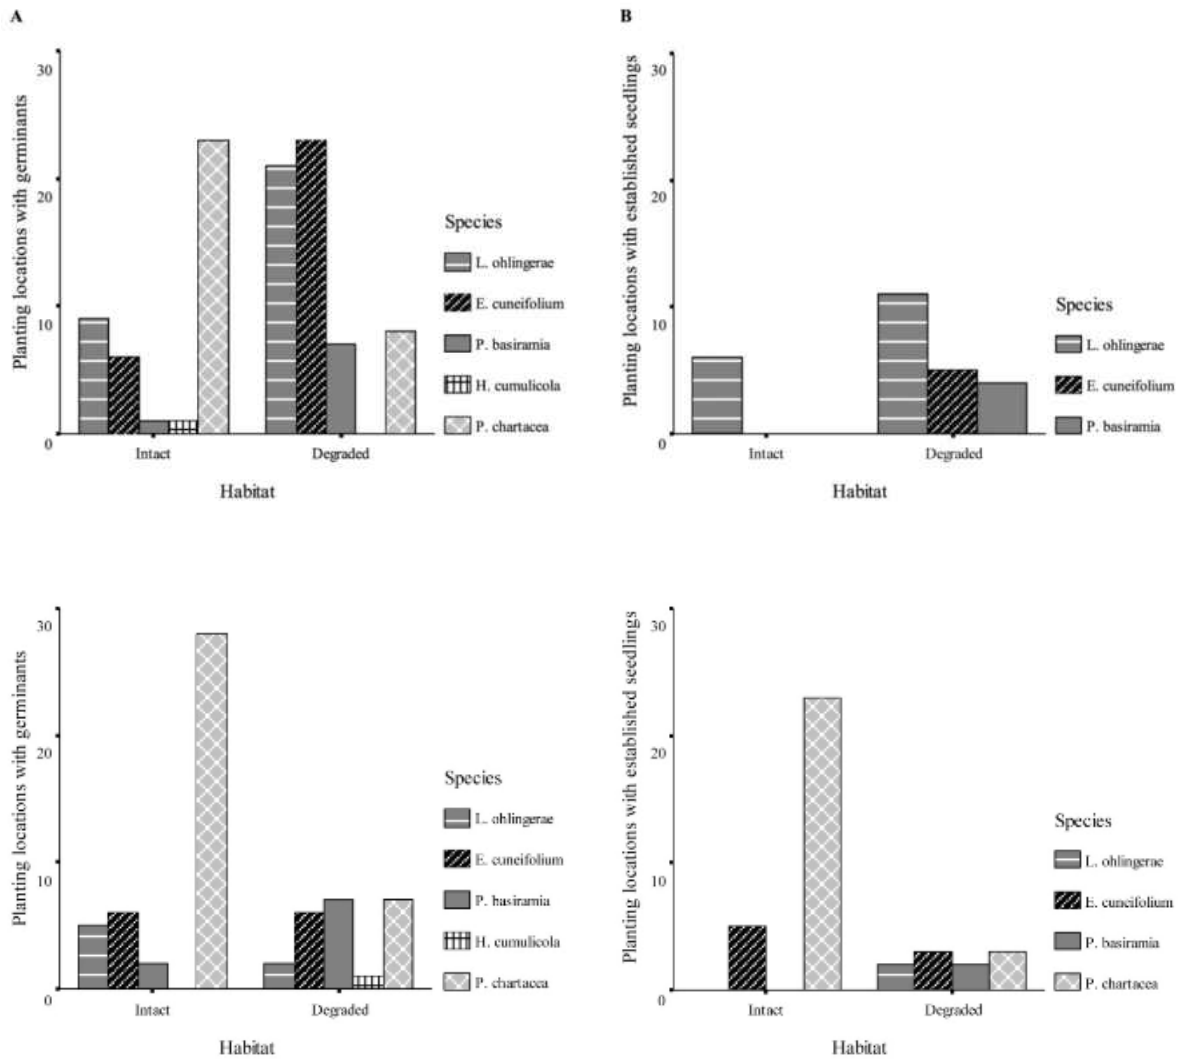 A
Planting locations with germinants
30
20
10
0
Intact
Degraded
Habitat
Species
L. ohlingerae
E. cuneifolium
P. basiramia
H. cumulicola
P. chartacea
B
Planting locations with established seedlings
30
20
10
0
Intact
Degraded
Habitat
Species
L. ohlingerae
E. cuneifolium
P. basiramia
Planting locations with germinants
30
20
10
0
Intact
Degraded
Habitat
Species
L. ohlingerae
E. cuneifolium
P. basiramia
H. cumulicola
P. chartacea
Planting locations with established seedlings
30
20
10
0
Intact
Degraded
Habitat
Species
L. ohlingerae
E. cuneifolium
P. basiramia
P. chartacea